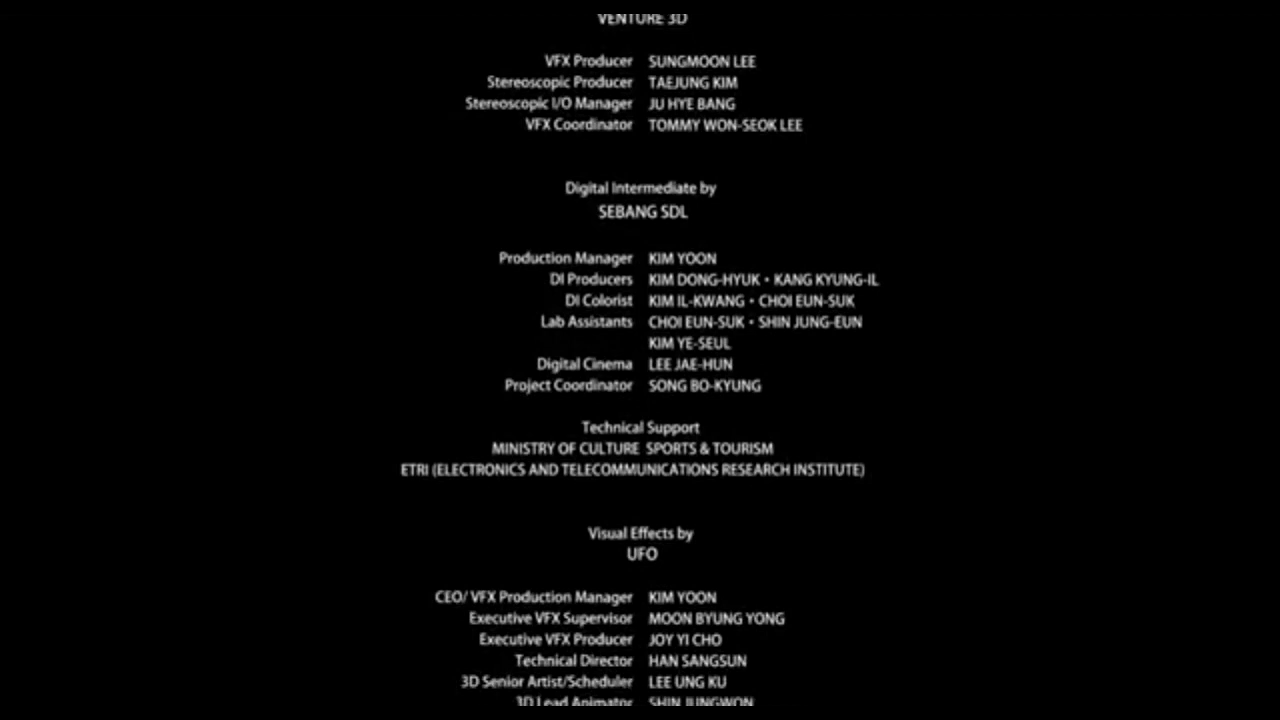 VENTURE 3D
VFX Producer SUNGMOON LEE
Stereoscopic Producer TAEJUNG KIM
Stereoscopic I/O Manager JU HYE BANG
VFX Coordinator TOMMY WON-SEOK LEE
Digital Intermediate by
SEBANG SDL
Production Manager KIM YOON
DI Producers KIM DONG-HYUK • KANG KYUNG-IL
DI Colorist KIM IL-KWANG • CHOI EUN-SUK
Lab Assistants CHOI EUN-SUK • SHIN JUNG-EUN
KIM YE-SEUL
Digital Cinema LEE JAE-HUN
Project Coordinator SONG BO-KYUNG
Technical Support
MINISTRY OF CULTURE SPORTS & TOURISM
ETRI (ELECTRONICS AND TELECOMMUNICATIONS RESEARCH INSTITUTE)
Visual Effects by
UFO
CEO/ VFX Production Manager KIM YOON
Executive VFX Supervisor MOON BYUNG YONG
Executive VFX Producer JOY YI CHO
Technical Director HAN SANGSUN
3D Senior Artist/Scheduler LEE UNG KU
3D Lead Animator SHIN JUNGWON